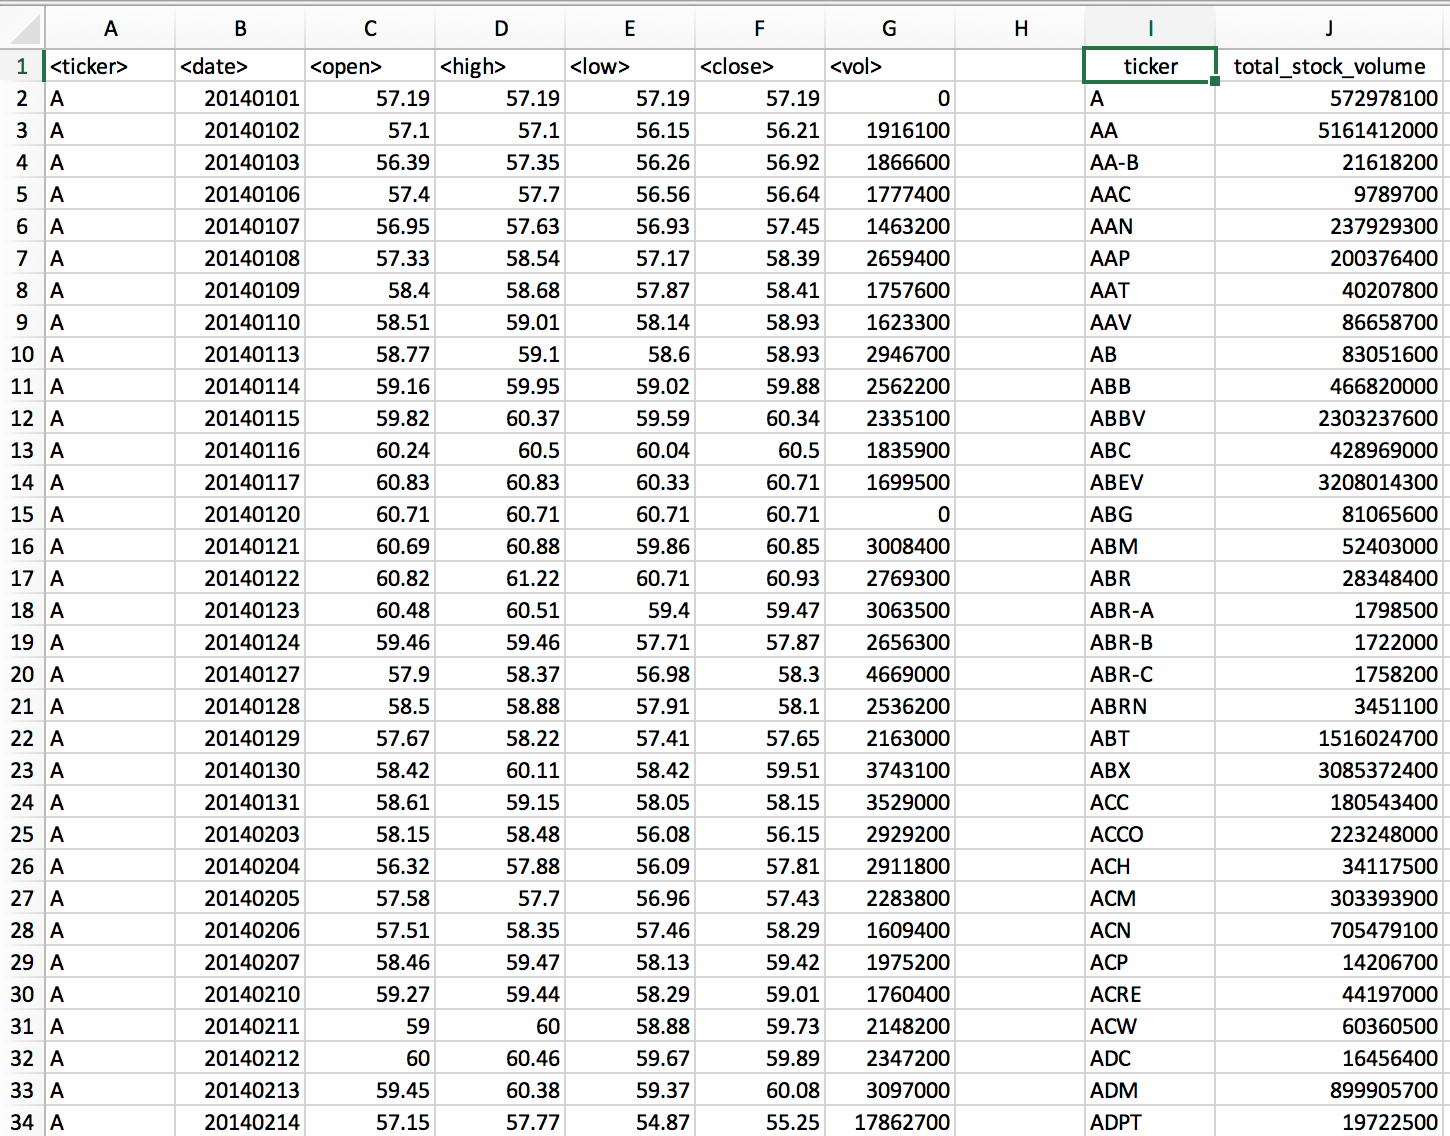 A B C D E F G H I J
1 <ticker> <date> <open> <high> <low> <close> <vol> ticker total_stock_volume
2 A 20140101 57.19 57.19 57.19 57.19 0 A 572978100
3 A 20140102 57.1 57.1 56.15 56.21 1916100 AA 5161412000
4 A 20140103 56.39 57.35 56.26 56.92 1866600 AA-B 21618200
5 A 20140106 57.4 57.7 56.56 56.64 1777400 AAC 9789700
6 A 20140107 56.95 57.63 56.93 57.45 1463200 AAN 237929300
7 A 20140108 57.33 58.54 57.17 58.39 2659400 AAP 200376400
8 A 20140109 58.4 58.68 57.87 58.41 1757600 AAT 40207800
9 A 20140110 58.51 59.01 58.14 58.93 1623300 AAV 86658700
10 A 20140113 58.77 59.1 58.6 58.93 2946700 AB 83051600
11 A 20140114 59.16 59.95 59.02 59.88 2562200 ABB 466820000
12 A 20140115 59.82 60.37 59.59 60.34 2335100 ABBV 2303237600
13 A 20140116 60.24 60.5 60.04 60.5 1835900 ABC 428969000
14 A 20140117 60.83 60.83 60.33 60.71 1699500 ABEV 3208014300
15 A 20140120 60.71 60.71 60.71 60.71 0 ABG 81065600
16 A 20140121 60.69 60.88 59.86 60.85 3008400 ABM 52403000
17 A 20140122 60.82 61.22 60.71 60.93 2769300 ABR 28348400
18 A 20140123 60.48 60.51 59.4 59.47 3063500 ABR-A 1798500
19 A 20140124 59.46 59.46 57.71 57.87 2656300 ABR-B 1722000
20 A 20140127 57.9 58.37 56.98 58.3 4669000 ABR-C 1758200
21 A 20140128 58.5 58.88 57.91 58.1 2536200 ABRN 3451100
22 A 20140129 57.67 58.22 57.41 57.65 2163000 ABT 1516024700
23 A 20140130 58.42 60.11 58.42 59.51 3743100 ABX 3085372400
24 A 20140131 58.61 59.15 58.05 58.15 3529000 ACC 180543400
25 A 20140203 58.15 58.48 56.08 56.15 2929200 ACCO 223248000
26 A 20140204 56.32 57.88 56.09 57.81 2911800 ACH 34117500
27 A 20140205 57.58 57.7 56.96 57.43 2283800 ACM 303393900
28 A 20140206 57.51 58.35 57.46 58.29 1609400 ACN 705479100
29 A 20140207 58.46 59.47 58.13 59.42 1975200 ACP 14206700
30 A 20140210 59.27 59.44 58.29 59.01 1760400 ACRE 44197000
31 A 20140211 59 60 58.88 59.73 2148200 ACW 60360500
32 A 20140212 60 60.46 59.67 59.89 2347200 ADC 16456400
33 A 20140213 59.45 60.38 59.37 60.08 3097000 ADM 899905700
34 A 20140214 57.15 57.77 54.87 55.25 17862700 ADPT 19722500